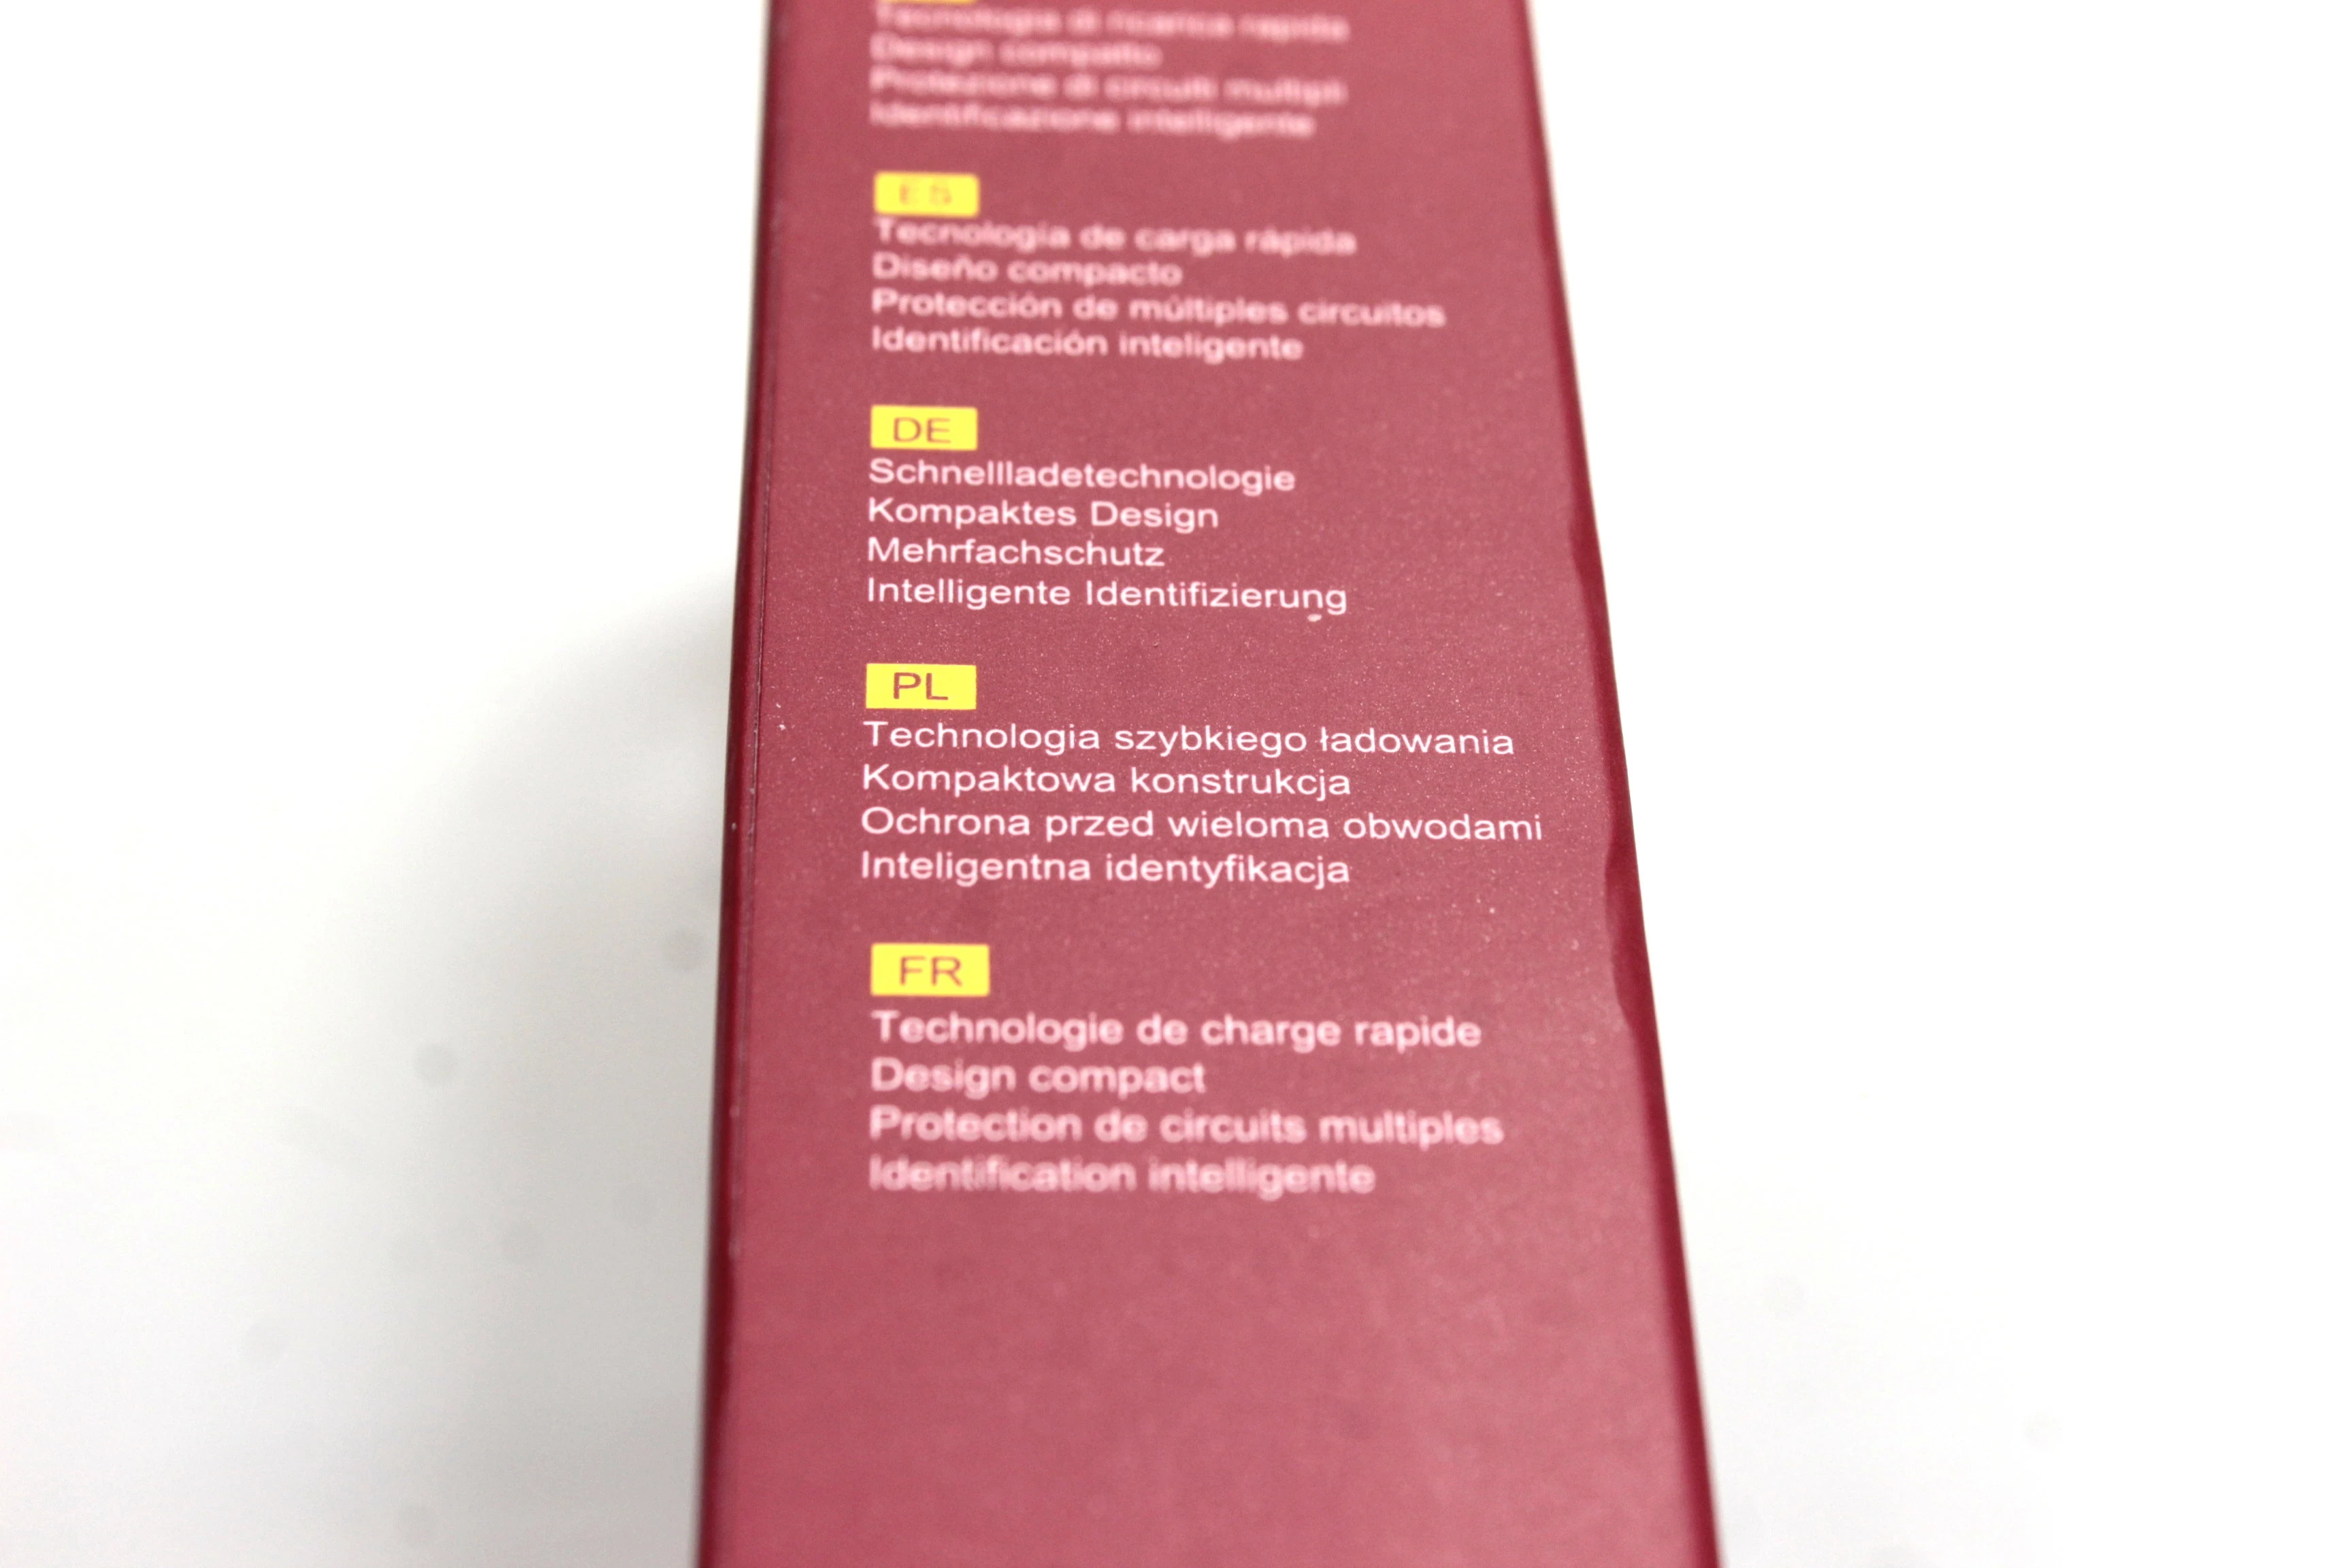 Tecnologia di ricarica rapida
Design compatto
Protezione di circuiti multipli
Identificazione intelligente
ES
Tecnología de carga rápida
Diseño compacto
Protección de múltiples circuitos
Identificación inteligente
DE
Schnellladetechnologie
Kompaktes Design
Mehrfachschutz
Intelligente Identifizierung
PL
Technologia szybkiego ładowania
Kompaktowa konstrukcja
Ochrona przed wieloma obwodami
Inteligentna identyfikacja
FR
Technologie de charge rapide
Design compact
Protection de circuits multiples
Identification intelligente